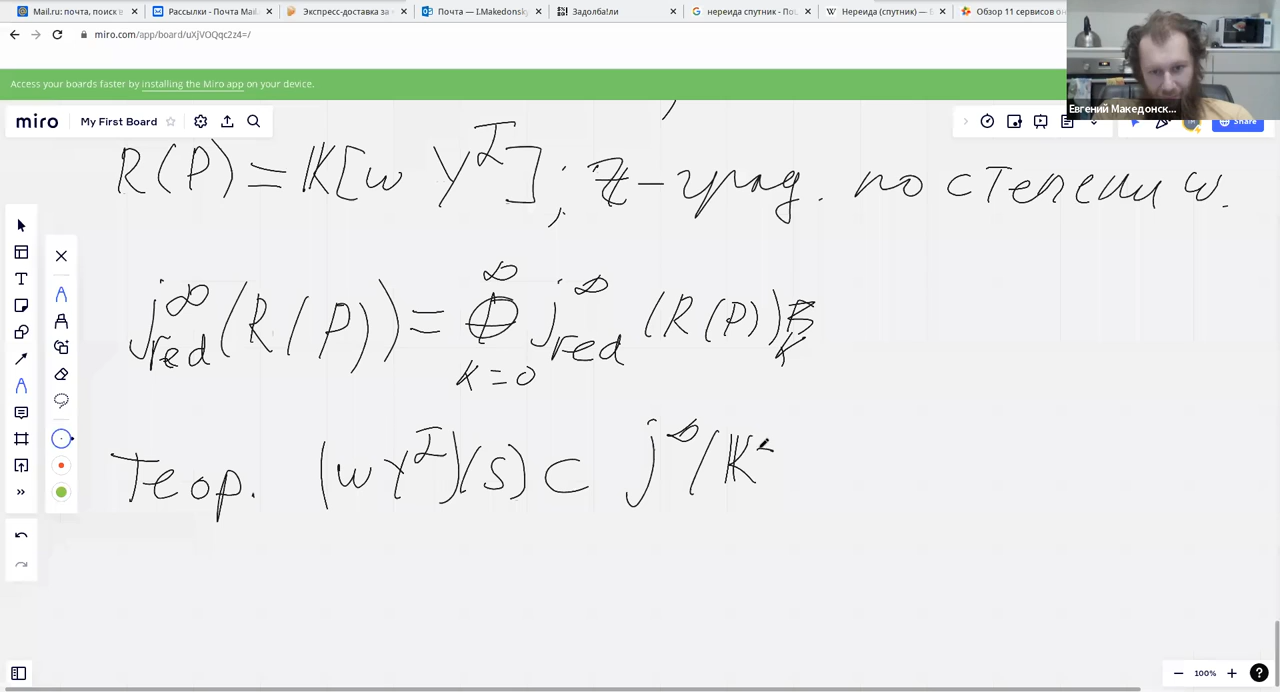 Mail.ru: почта, поиск в
Рассылки - Почта Mail.
Экспресс-доставка за
Почта — I.Makedonsky
Задолба!ли
нереида спутник - По
Нереида (спутник) —
Обзор 11 сервисов о
miro.com/app/board/uXjVOQqc2z4=/
Access your boards faster by installing the Miro app on your device.
Евгений Македонск...
miro My First Board
Share
R(P) = K[w Y^I]; Z-град. по степени w.
j^∞_red (R(P)) = ⊕_{k=0}^∞ j^∞_red (R(P))_k
Теор. (wY^I)(s) ⊂ j^∞(K
100%